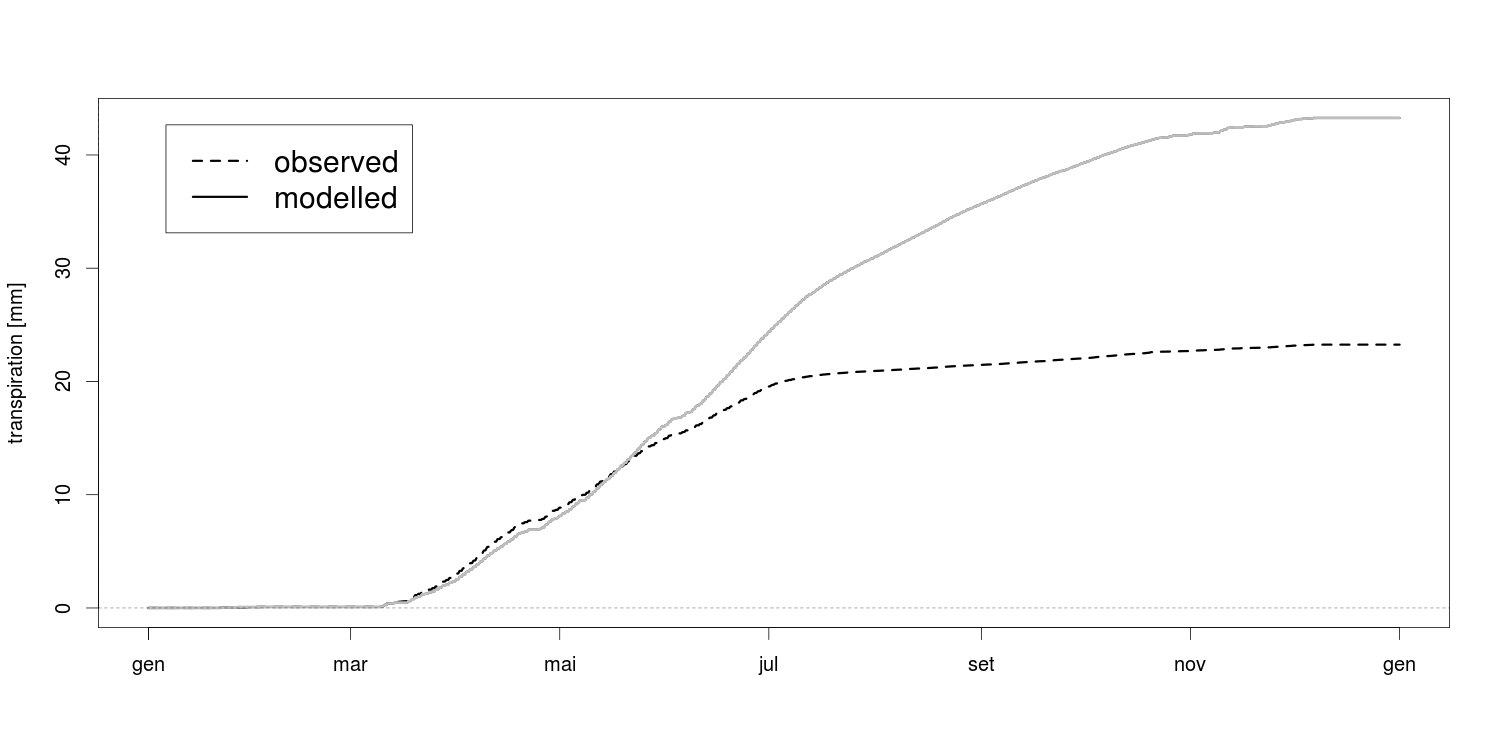 observed
modelled
transpiration [mm]
40
30
20
10
0
gen mar mai jul set nov gen